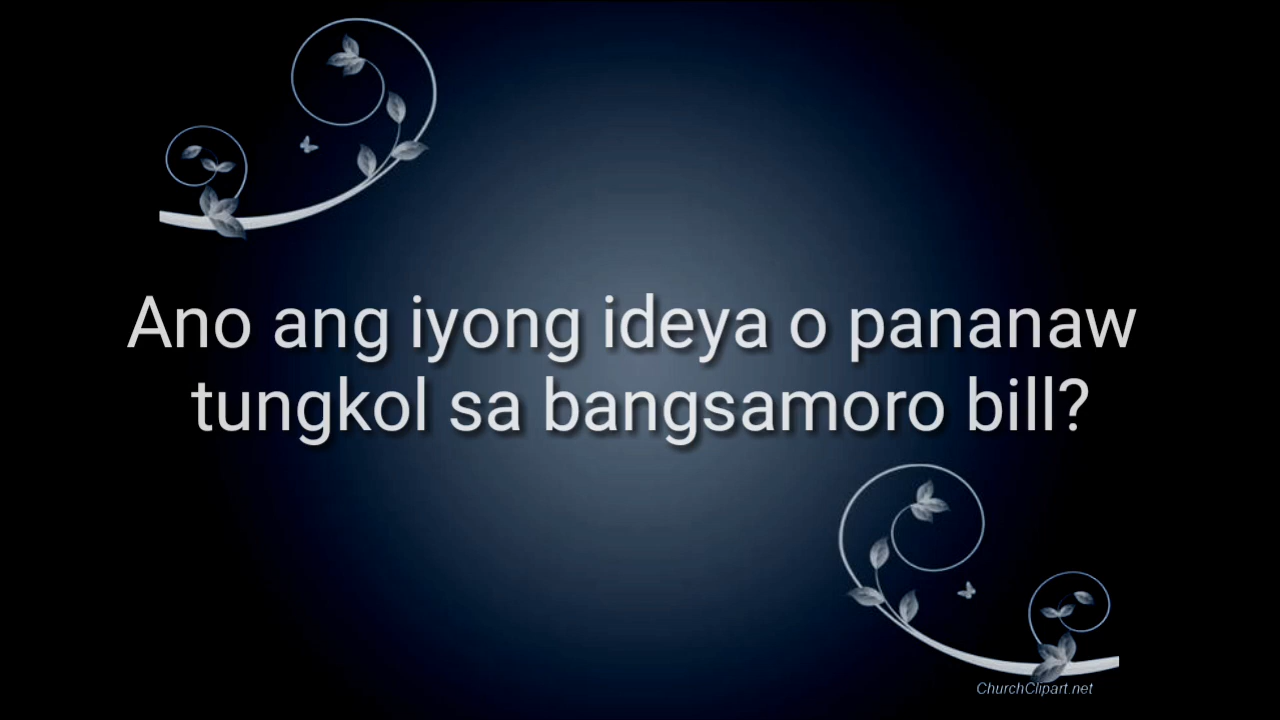 Ano ang iyong ideya o pananaw
tungkol sa bangsamoro bill?
ChurchClipart.net